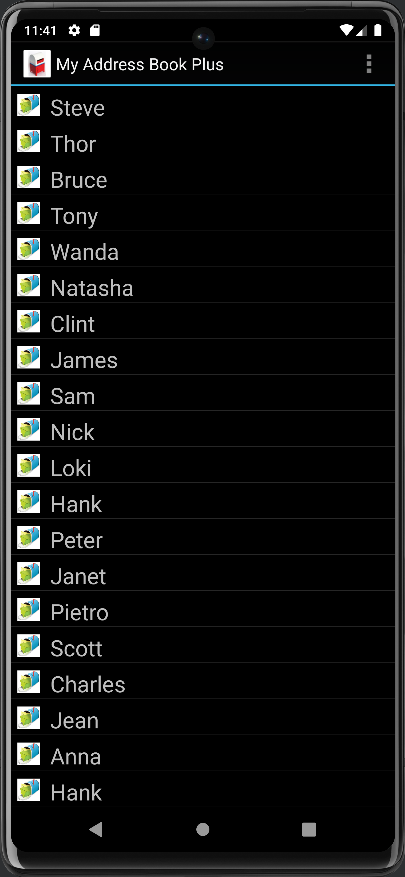 11:41
My Address Book Plus
Steve
Thor
Bruce
Tony
Wanda
Natasha
Clint
James
Sam
Nick
Loki
Hank
Peter
Janet
Pietro
Scott
Charles
Jean
Anna
Hank